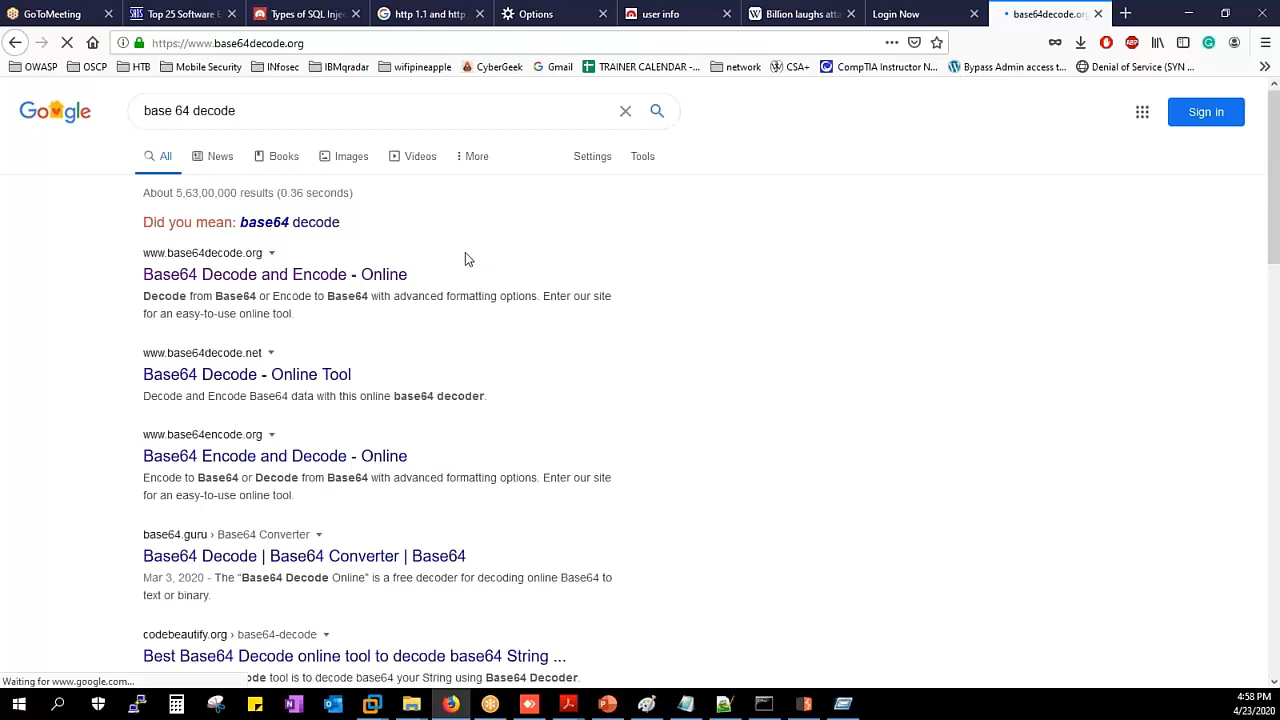 GoToMeeting
Top 25 Software E
Types of SQL Injec
http 1.1 and http
Options
user info
Billion laughs atta
Login Now
base64decode.org
https://www.base64decode.org
OWASP
OSCP
HTB
Mobile Security
INfosec
IBMqradar
wifipineapple
CyberGeek
Gmail
TRAINER CALENDAR -...
network
CSA+
CompTIA Instructor N...
Bypass Admin access t...
Denial of Service (SYN ...
Google
base 64 decode
Sign in
All
News
Books
Images
Videos
More
Settings
Tools
About 5,63,00,000 results (0.36 seconds)
Did you mean: base64 decode
www.base64decode.org
Base64 Decode and Encode - Online
Decode from Base64 or Encode to Base64 with advanced formatting options. Enter our site
for an easy-to-use online tool.
www.base64decode.net
Base64 Decode - Online Tool
Decode and Encode Base64 data with this online base64 decoder.
www.base64encode.org
Base64 Encode and Decode - Online
Encode to Base64 or Decode from Base64 with advanced formatting options. Enter our site
for an easy-to-use online tool.
base64.guru › Base64 Converter
Base64 Decode | Base64 Converter | Base64
Mar 3, 2020 - The "Base64 Decode Online" is a free decoder for decoding online Base64 to
text or binary.
codebeautify.org › base64-decode
Best Base64 Decode online tool to decode base64 String ...
ode tool is to decode base64 your String using Base64 Decoder.
Waiting for www.google.com...
4:58 PM
4/23/2020